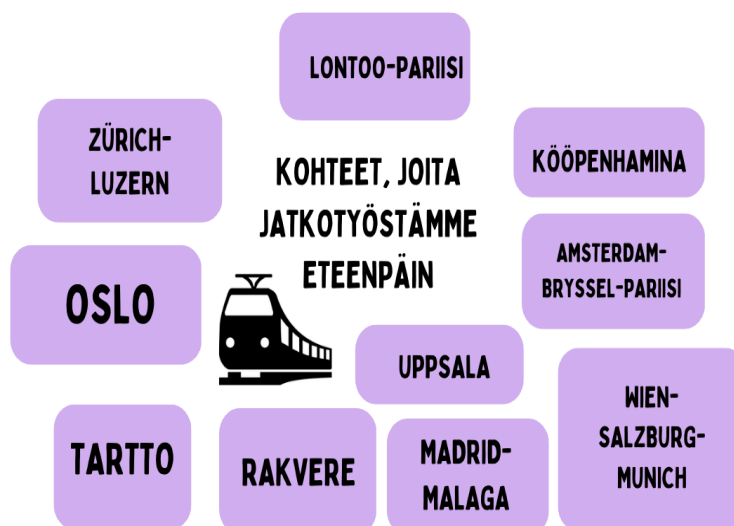 LONTOO-PARIISI
ZÜRICH-
LUZERN
KOHTEET, JOITA
JATKOTYÖSTÄMME
ETEENPÄIN
KÖÖPENHAMINA
AMSTERDAM-
BRYSSEL-PARIISI
OSLO
UPPSALA
WIEN-
SALZBURG-
MUNICH
TARTTO
RAKVERE
MADRID-
MALAGA